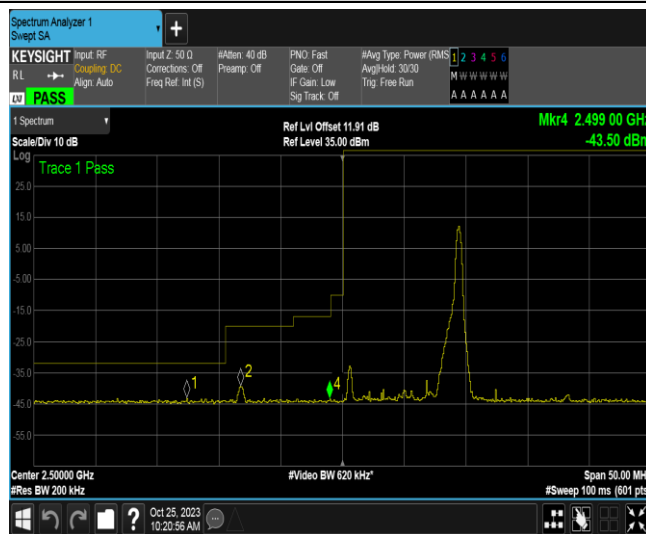 Spectrum Analyzer 1
Swept SA
+
KEYSIGHT Input: RF Input Z: 50 Ω #Atten: 40 dB PNO: Fast #Avg Type: Power (RMS 1 2 3 4 5 6
RL Coupling: DC Corrections: Off Preamp: Off Gate: Off Avg|Hold: 30/30 M W W W W W
Align: Auto Freq Ref: Int (S) IF Gain: Low Trig: Free Run
LXI PASS Sig Track: Off A A A A A A
1 Spectrum Ref Lvl Offset 11.91 dB Mkr4 2.499 00 GHz
Scale/Div 10 dB Ref Level 35.00 dBm -43.50 dBm
Log
Trace 1 Pass
25.0
15.0
5.00
-5.00
-15.0
-25.0
-35.0
1 2 4
-45.0
-55.0
Center 2.50000 GHz #Video BW 620 kHz* Span 50.00 MH
#Res BW 200 kHz #Sweep 100 ms (601 pts
? Oct 25, 2023
10:20:56 AM